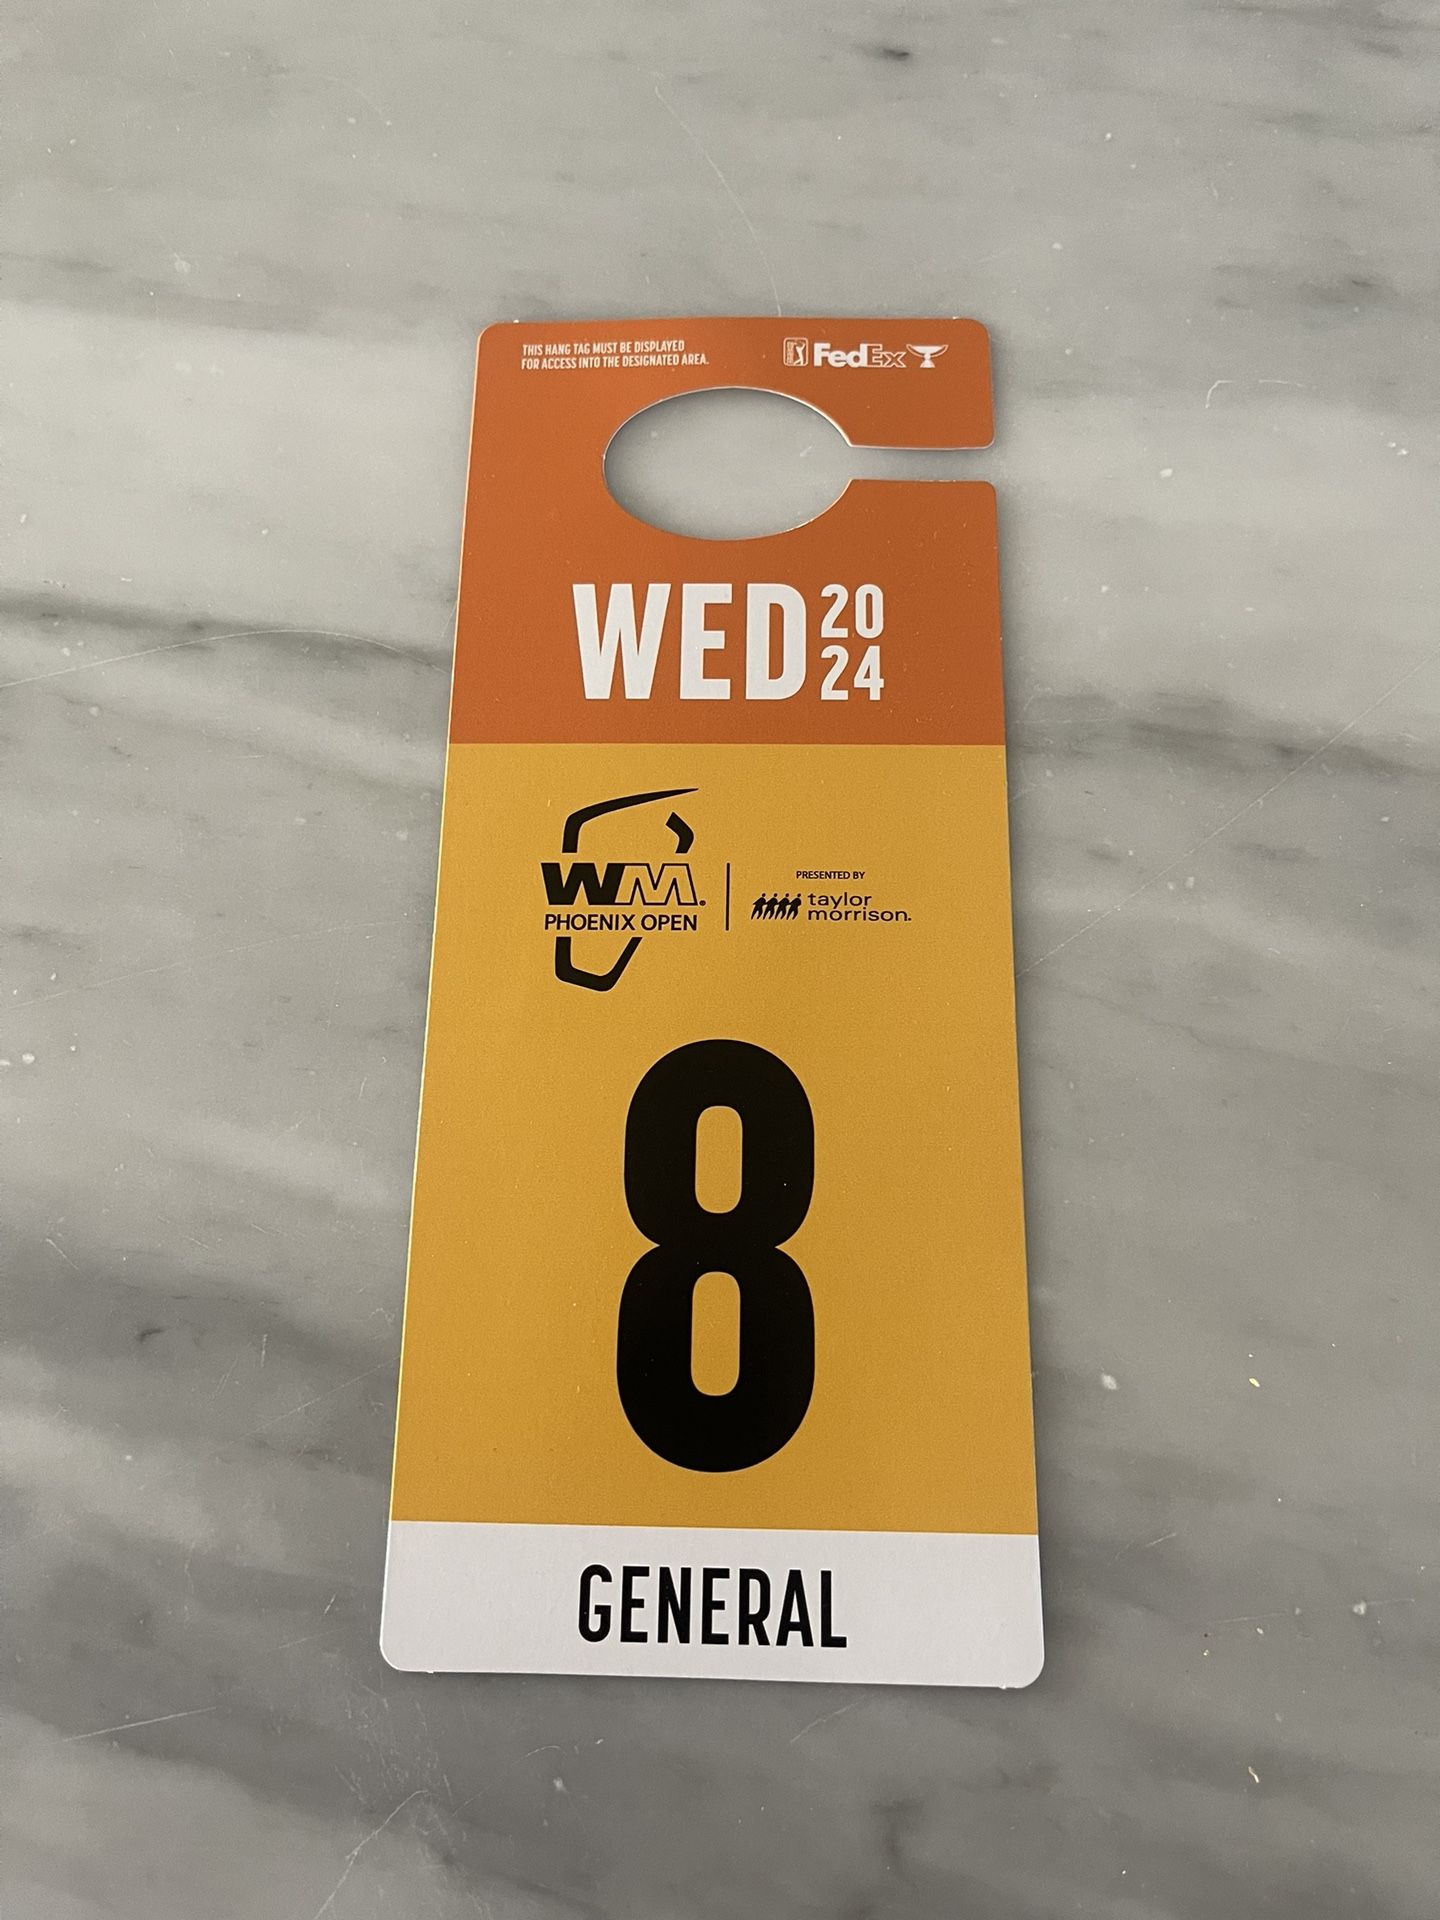 THIS HANG TAG MUST BE DISPLAYED
FOR ACCESS INTO THE DESIGNATED AREA.
FedEx
WED 20
24
WM
PHOENIX OPEN
PRESENTED BY
taylor
morrison.
8
GENERAL